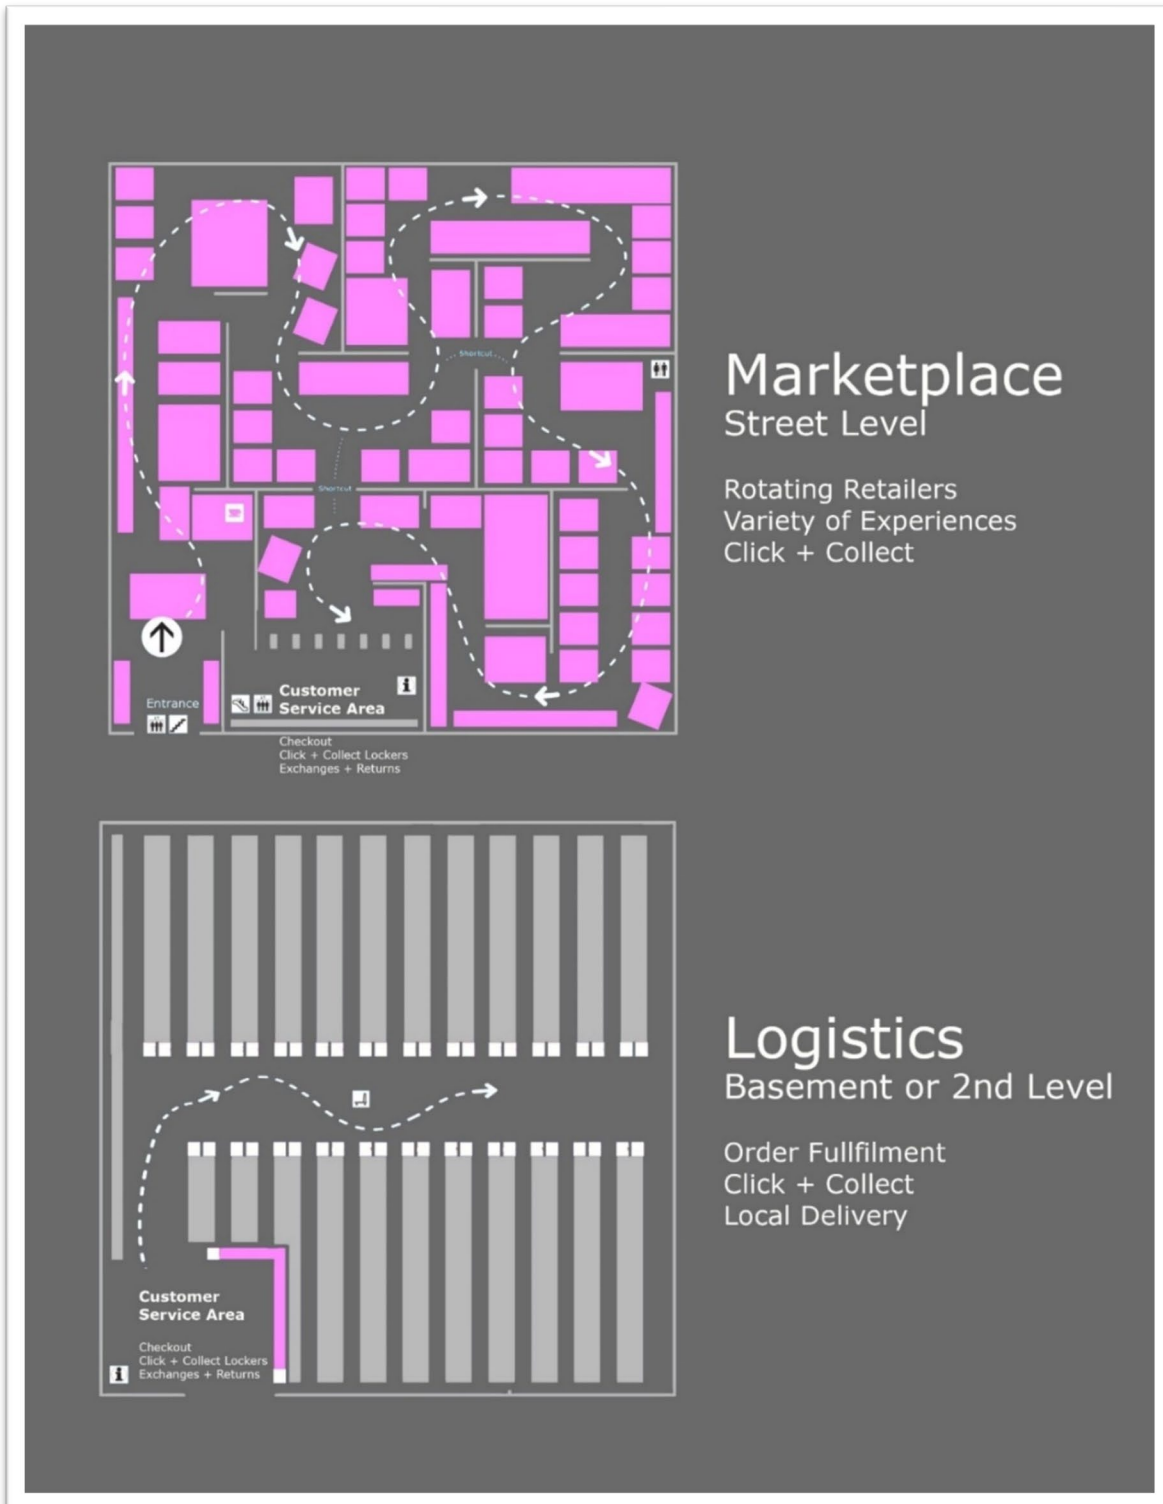 Marketplace
Street Level
Rotating Retailers
Variety of Experiences
Click + Collect
Shortcut
Shortcut
Entrance
Customer
Service Area
Checkout
Click + Collect Lockers
Exchanges + Returns
Logistics
Basement or 2nd Level
Order Fullfilment
Click + Collect
Local Delivery
Customer
Service Area
Checkout
Click + Collect Lockers
Exchanges + Returns